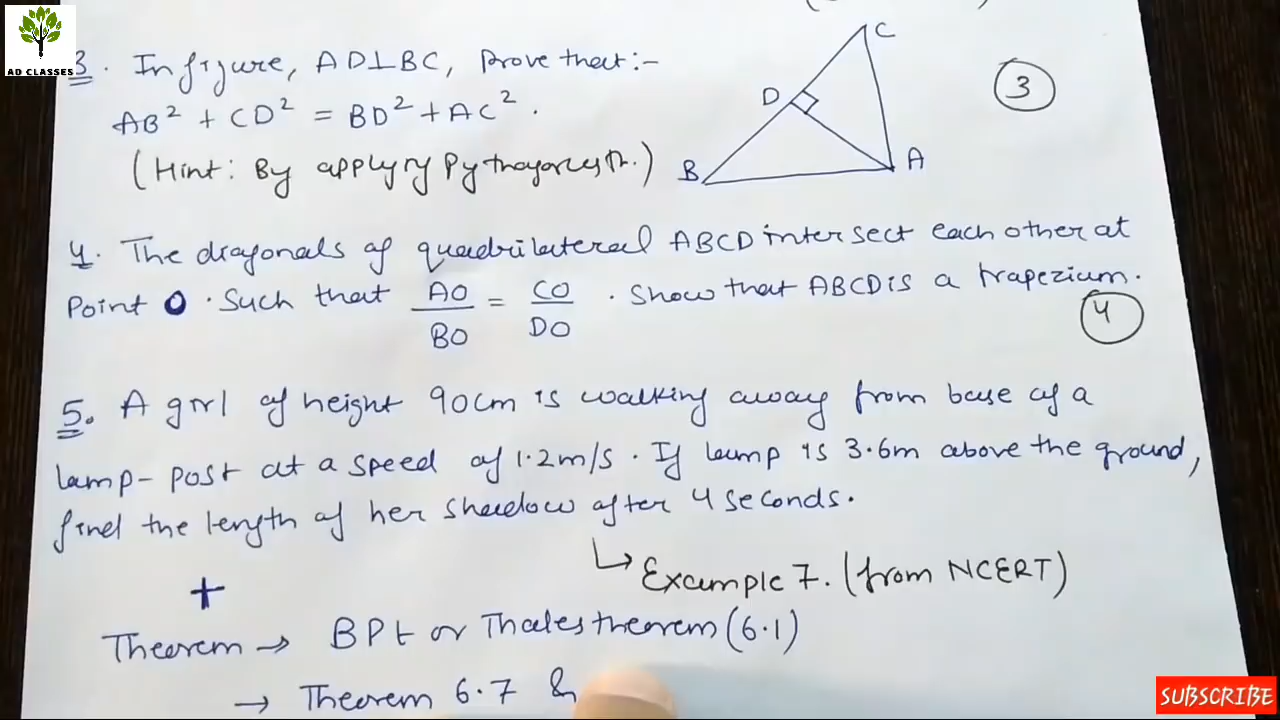 AD CLASSES
3. In figure, AD⊥BC, prove that:-
AB² + CD² = BD² + AC².
(Hint: By applying Pythagores th.)
C
D
B
A
3
4. The diagonals of quadrilateral ABCD intersect each other at
Point O. Such that AO/BO = CO/DO. Show that ABCD is a trapezium.
4
5. A girl of height 90cm is walking away from base of a
lamp-post at a speed of 1.2m/s. If lamp is 3.6m above the ground,
find the length of her shadow after 4 seconds.
↳ Example 7. (from NCERT)
+
Theorem → BPt or Thales theorem (6.1)
→ Theorem 6.7 &
SUBSCRIBE